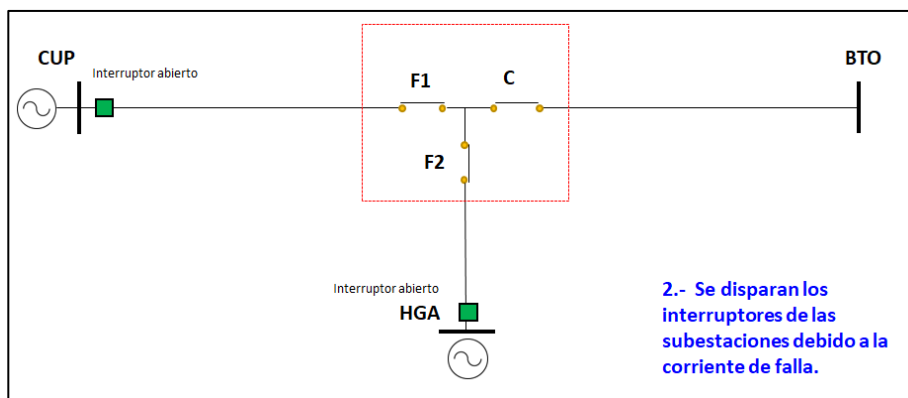 CUP
Interruptor abierto
F1
C
BTO
F2
Interruptor abierto
HGA
2.- Se disparan los
interruptores de las
subestaciones debido a la
corriente de falla.